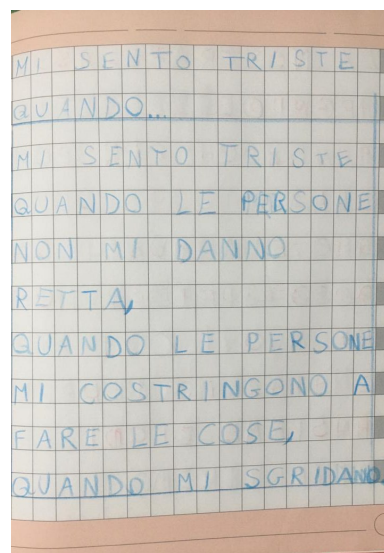 MI SENTO TRISTE
QUANDO...
MI SENTO TRISTE
QUANDO LE PERSONE
NON MI DANNO
RETTA,
QUANDO LE PERSONE
MI COSTRINGONO A
FARE LE COSE,
QUANDO MI SGRIDANO.